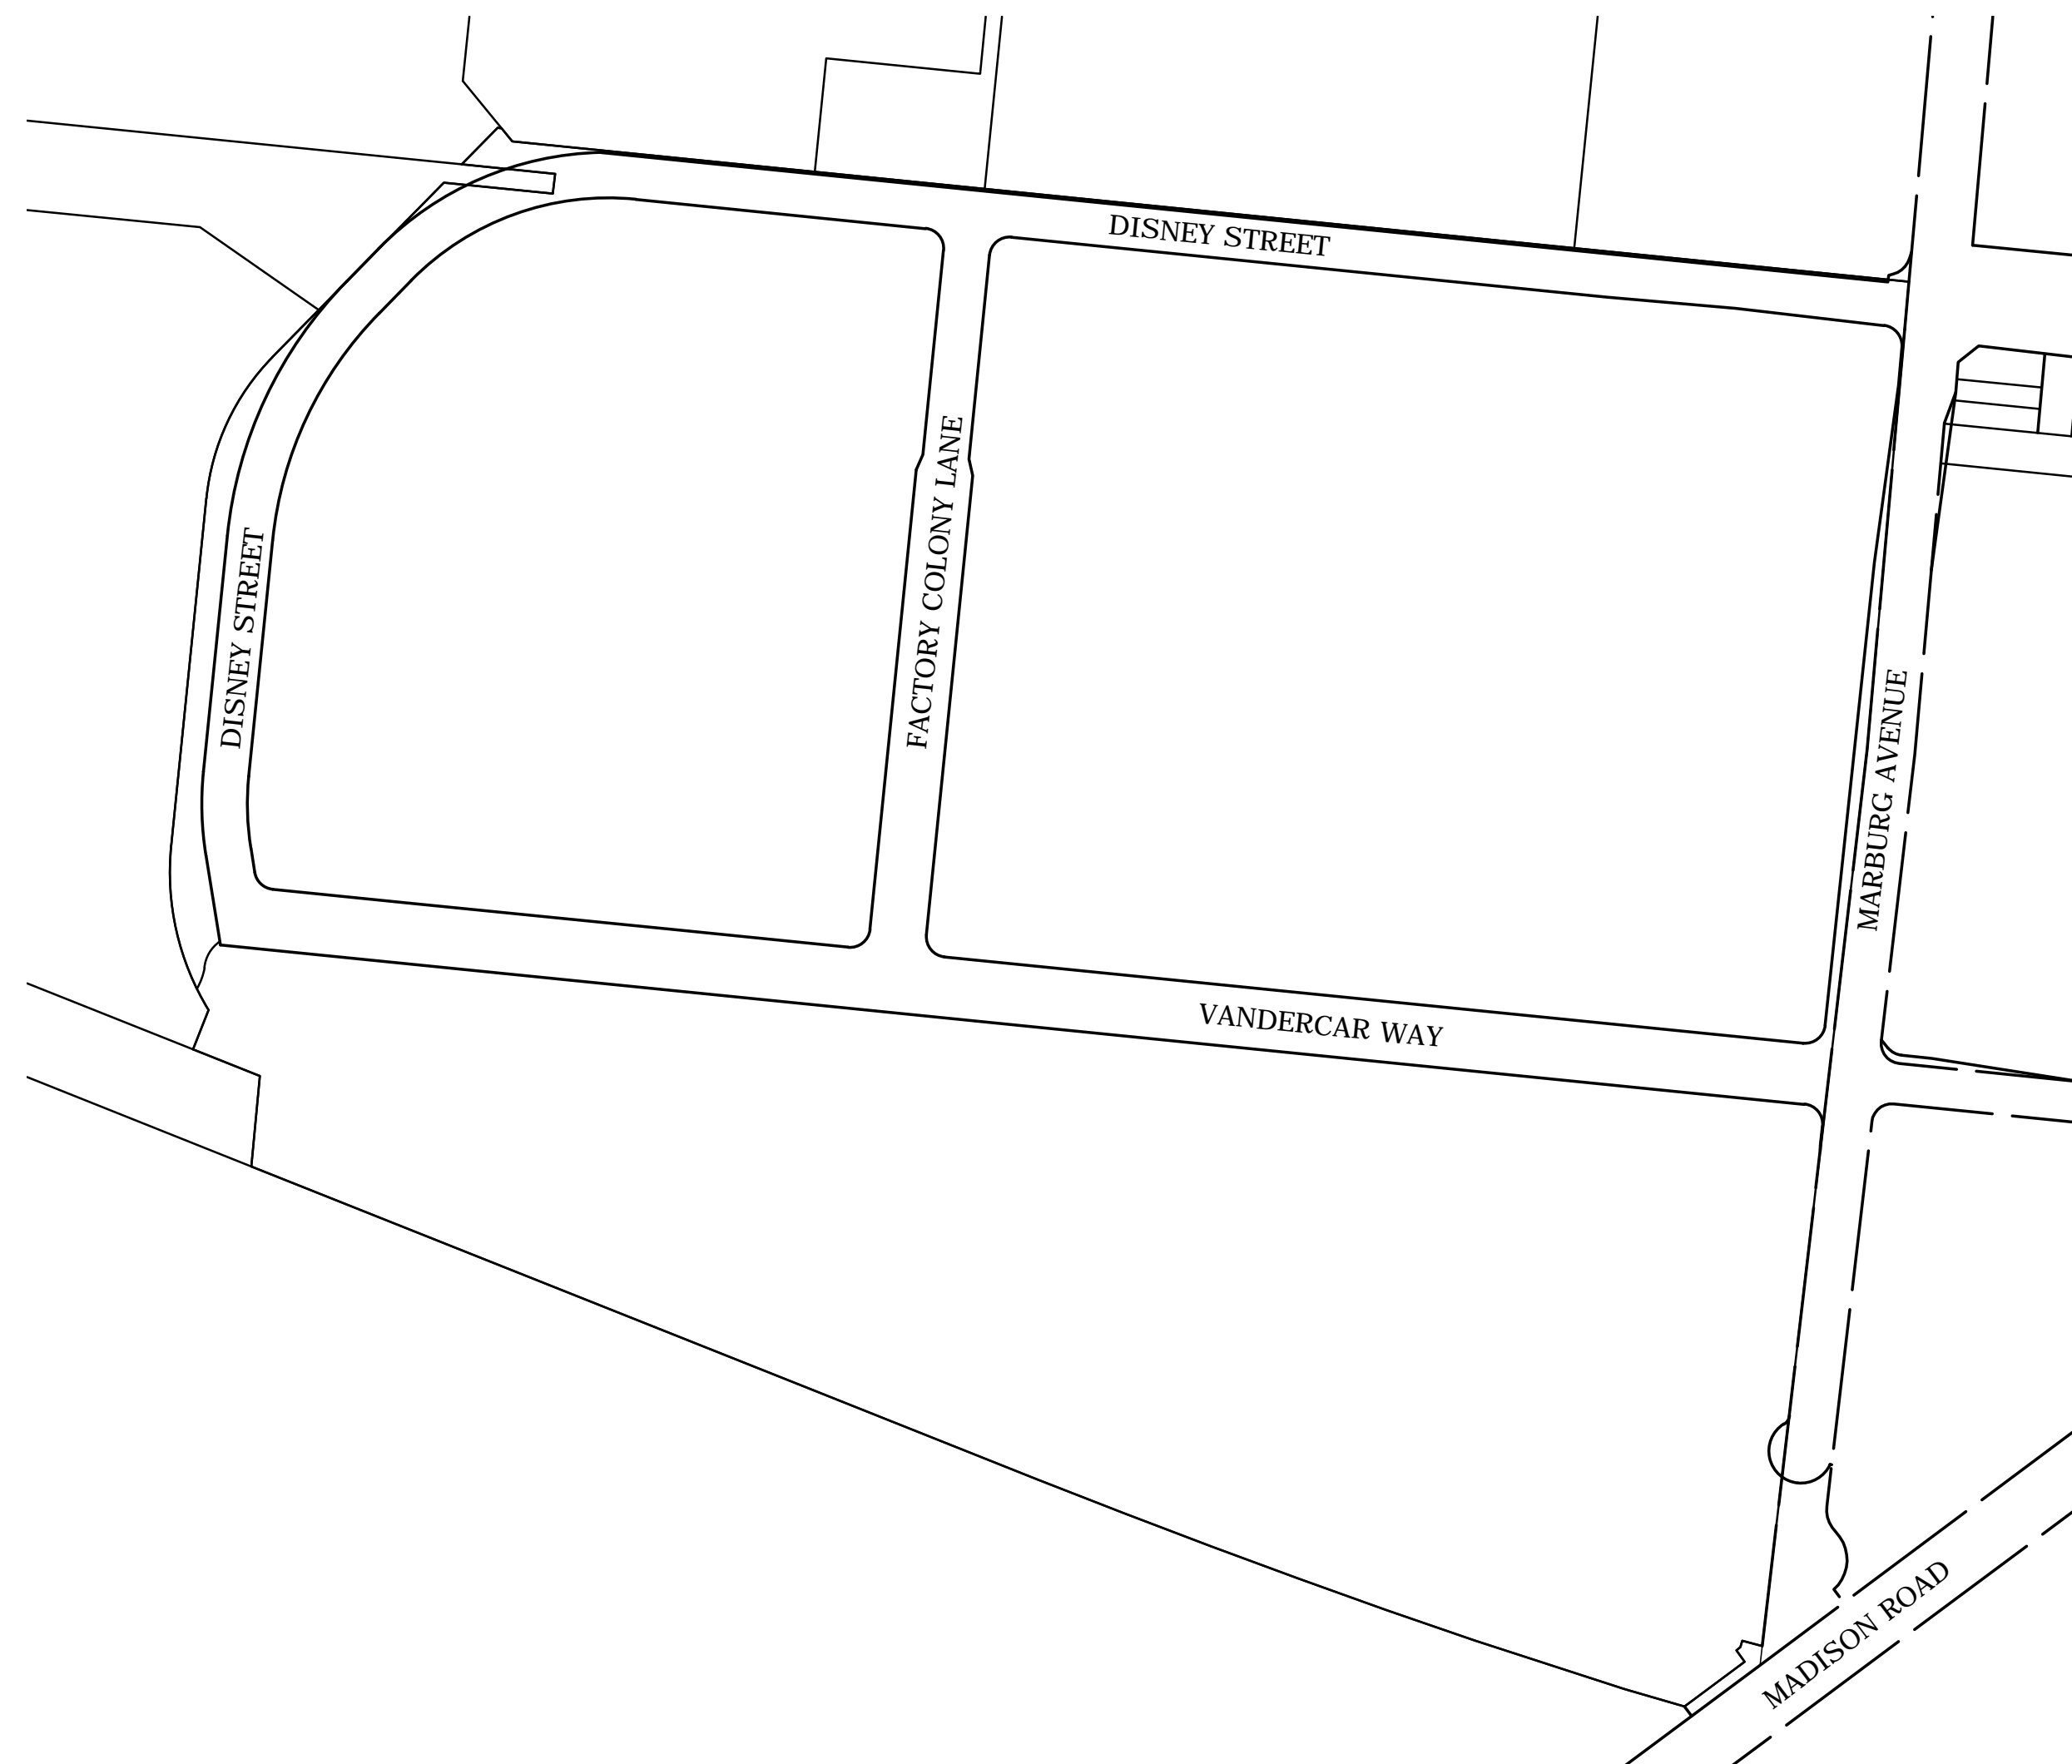 DISNEY STREET
DISNEY STREET
FACTORY COLONY LANE
MARBURG AVENUE
VANDERCAR WAY
MADISON ROAD